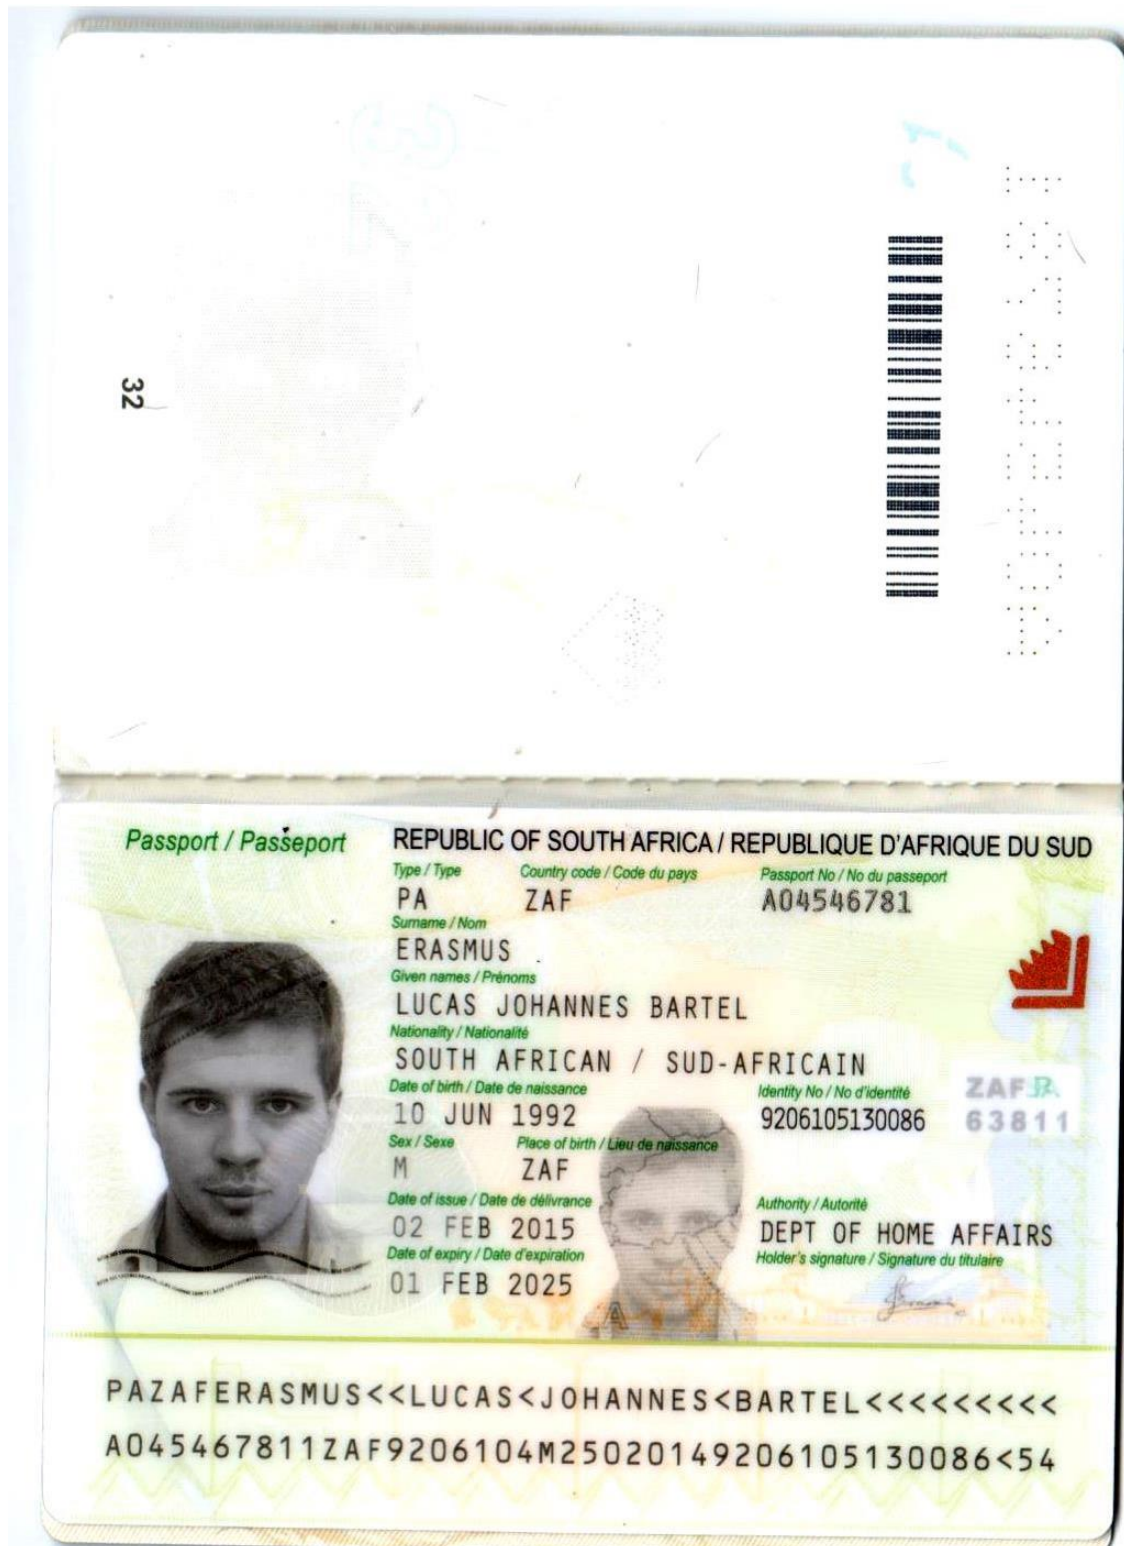 32
Passport / Passeport
REPUBLIC OF SOUTH AFRICA / REPUBLIQUE D'AFRIQUE DU SUD
Type / Type Country code / Code du pays Passport No / No du passeport
PA ZAF A04546781
Surname / Nom
ERASMUS
Given names / Prénoms
LUCAS JOHANNES BARTEL
Nationality / Nationalité
SOUTH AFRICAN / SUD-AFRICAIN
Date of birth / Date de naissance Identity No / No d'identité
10 JUN 1992 9206105130086
ZAF
63811
Sex / Sexe Place of birth / Lieu de naissance
M ZAF
Date of issue / Date de délivrance Authority / Autorité
02 FEB 2015 DEPT OF HOME AFFAIRS
Date of expiry / Date d'expiration Holder's signature / Signature du titulaire
01 FEB 2025
PAZAFERASMUS<<LUCAS<JOHANNES<BARTEL<<<<<<<<<
A045467811ZAF9206104M25020149206105130086<54